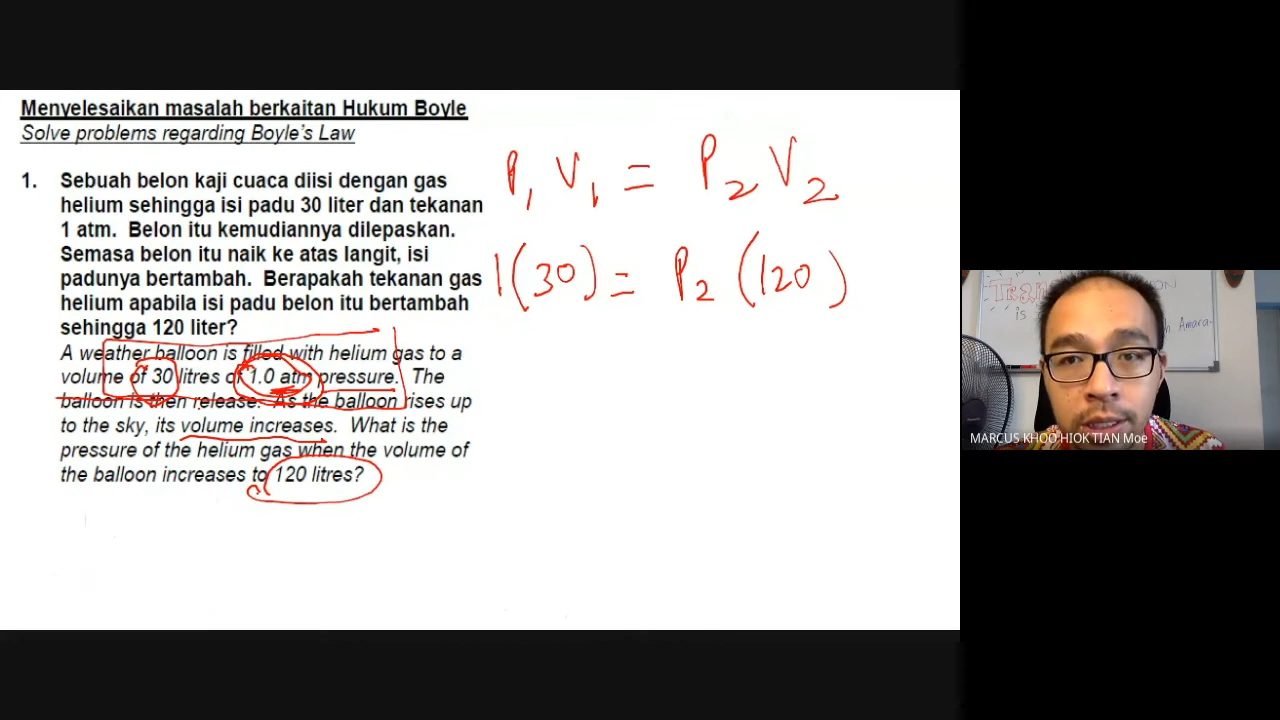 Menyelesaikan masalah berkaitan Hukum Boyle
Solve problems regarding Boyle's Law
1. Sebuah belon kaji cuaca diisi dengan gas
helium sehingga isi padu 30 liter dan tekanan
1 atm. Belon itu kemudiannya dilepaskan.
Semasa belon itu naik ke atas langit, isi
padunya bertambah. Berapakah tekanan gas
helium apabila isi padu belon itu bertambah
sehingga 120 liter?
A weather balloon is filled with helium gas to a
volume of 30 litres of 1.0 atm pressure. The
balloon is then release. As the balloon rises up
to the sky, its volume increases. What is the
pressure of the helium gas when the volume of
the balloon increases to 120 litres?
P₁ V₁ = P₂ V₂
1(30) = P₂ (120)
is
Amara-
MARCUS KHOO HIOK TIAN Moe